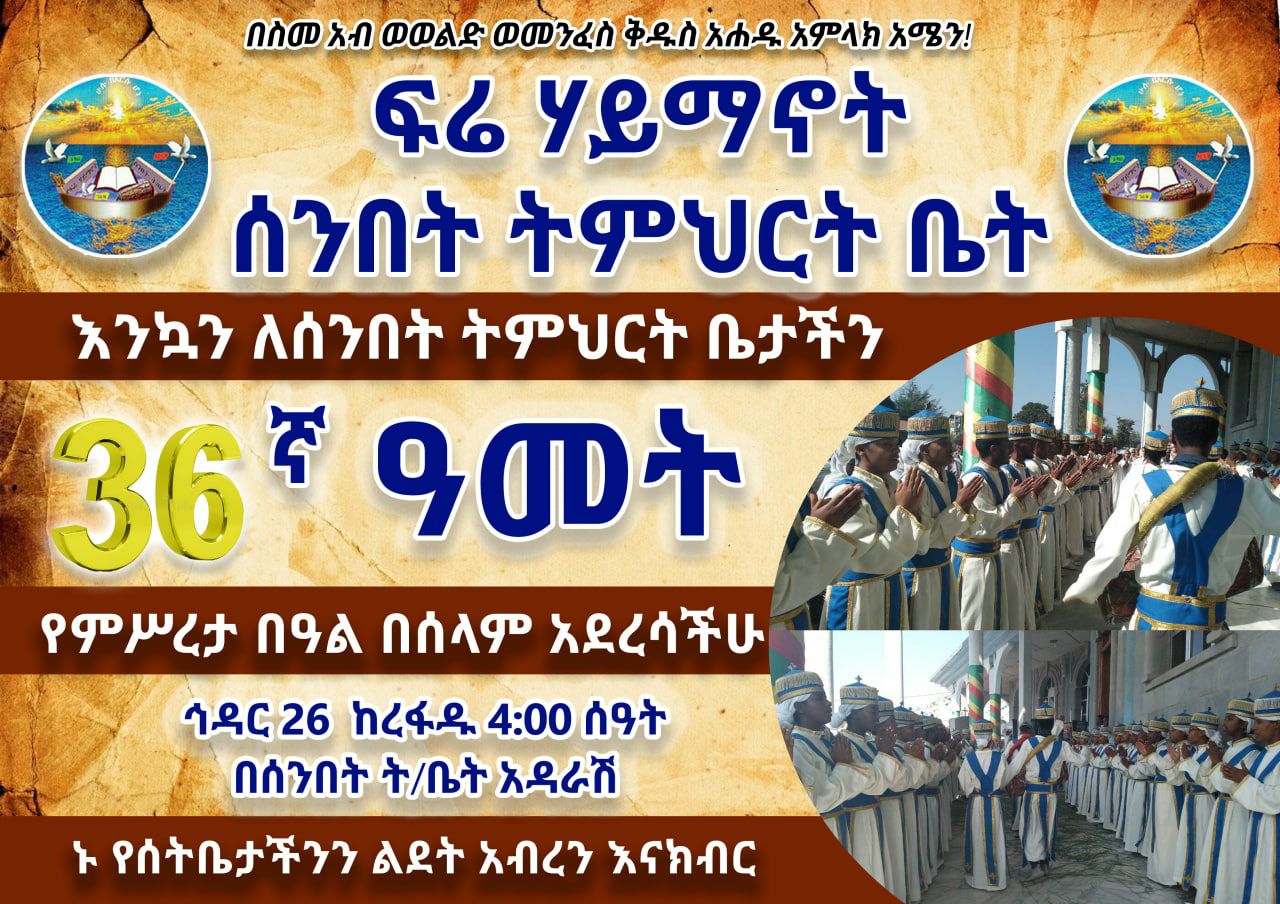 በስመ አብ ወወልድ ወመንፈስ ቅዱስ አሐዱ አምላክ አሜን!
ፍሬ ሃይማኖት
ሰንበት ትምህርት ቤት
እንኳን ለሰንበት ትምህርት ቤታችን
36ኛ ዓመት
የምሥረታ በዓል በሰላም አደረሳችሁ
ኅዳር 26 ከረፋዱ 4:00 ሰዓት
በሰንበት ት/ቤት አዳራሽ
ኑ የሰትቤታችንን ልደት አብረን እናክብር